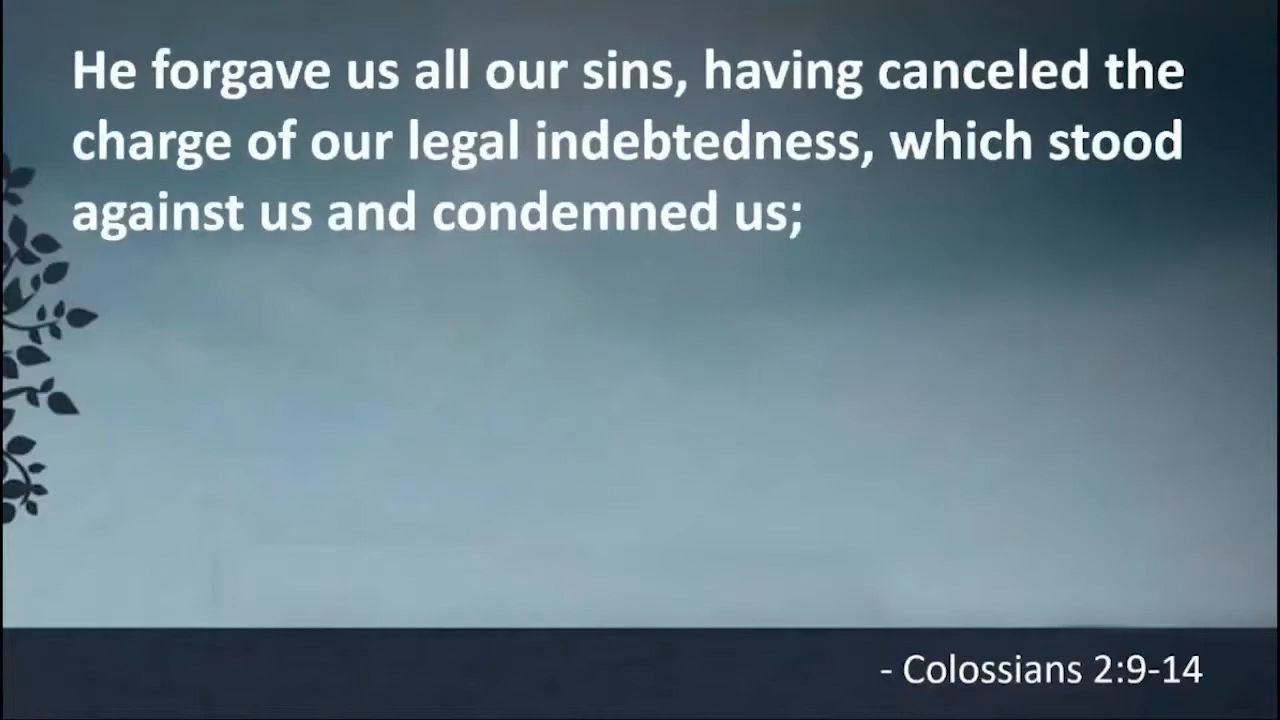 He forgave us all our sins, having canceled the
charge of our legal indebtedness, which stood
against us and condemned us;
- Colossians 2:9-14